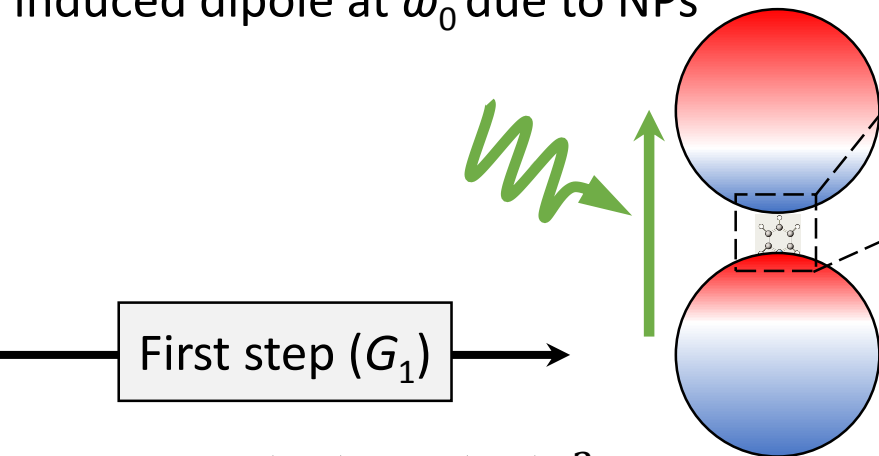 induced dipole at ω₀ due to NPs
First step (G₁)